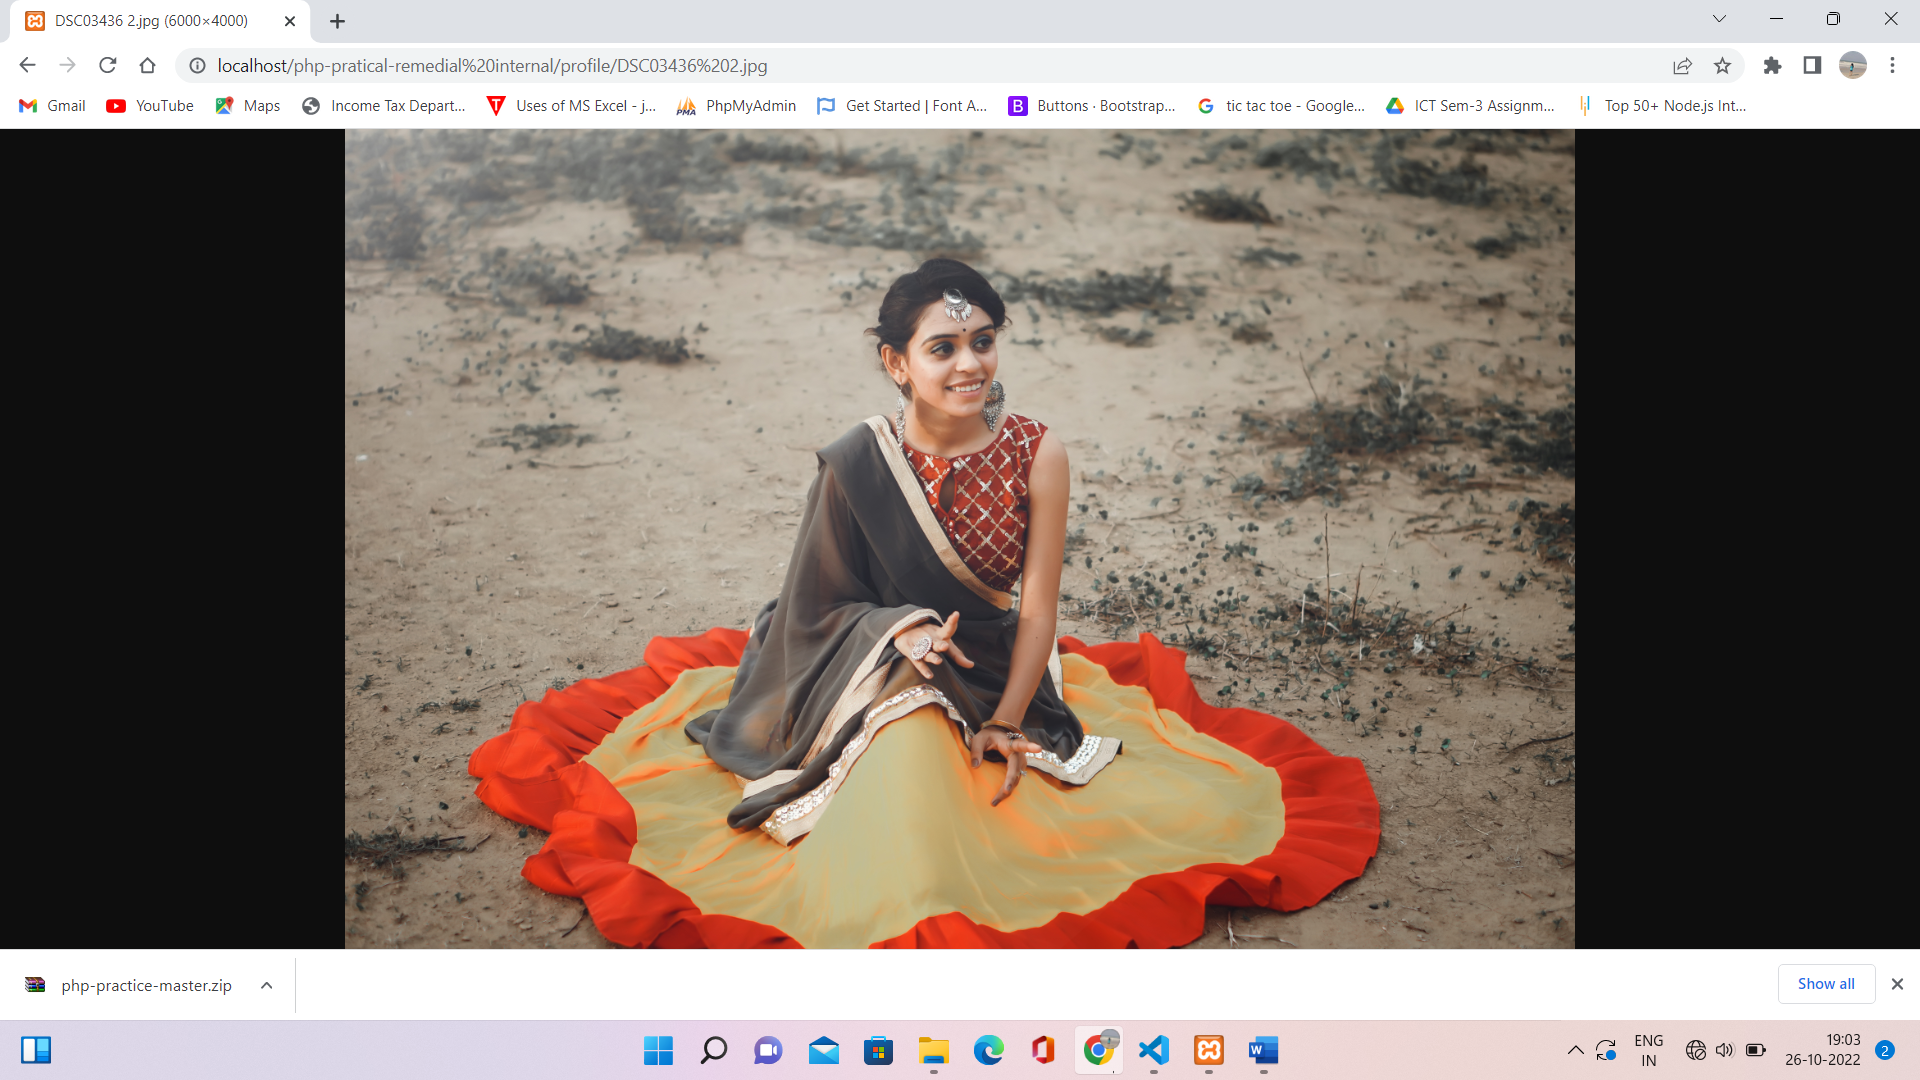 DSC03436 2.jpg (6000×4000)
localhost/php-pratical-remedial%20internal/profile/DSC03436%202.jpg
Gmail
YouTube
Maps
Income Tax Depart...
Uses of MS Excel - j...
PMA
PhpMyAdmin
Get Started | Font A...
B
Buttons · Bootstrap...
tic tac toe - Google...
ICT Sem-3 Assignm...
Top 50+ Node.js Int...
php-practice-master.zip
Show all
W
ENG
IN
19:03
26-10-2022
2